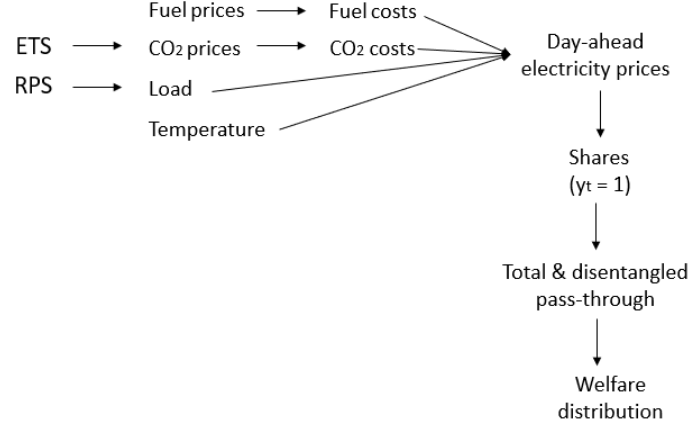 Fuel prices
Fuel costs
ETS
CO2 prices
CO2 costs
Day-ahead
electricity prices
RPS
Load
Temperature
Shares
(yt = 1)
Total & disentangled
pass-through
Welfare
distribution